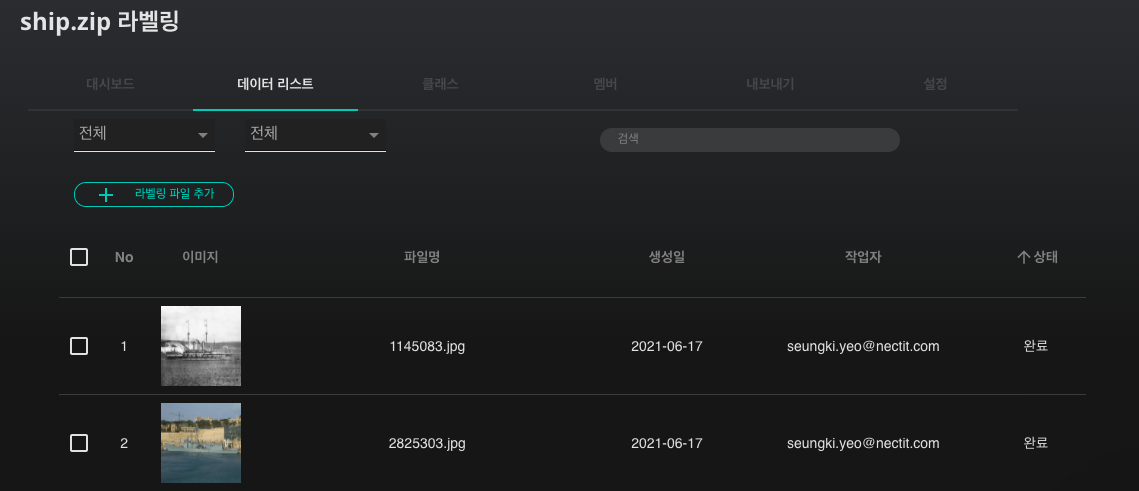 ship.zip 라벨링
대시보드 데이터 리스트 클래스 멤버 내보내기 설정
전체 전체 검색
라벨링 파일 추가
No 이미지 파일명 생성일 작업자 상태
1 1145083.jpg 2021-06-17 seungki.yeo@nectit.com 완료
2 2825303.jpg 2021-06-17 seungki.yeo@nectit.com 완료